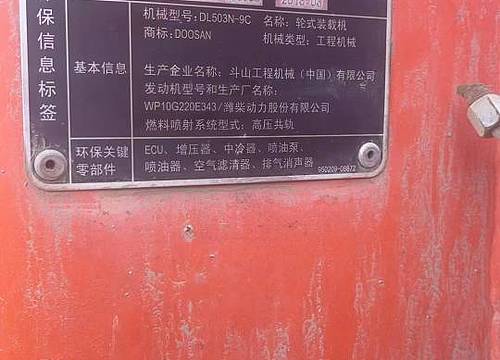 环保信息标签
机械型号: DL503N-9C 名称: 轮式装载机
商标: DOOSAN 机械类型: 工程机械
基本信息
生产企业名称: 斗山工程机械（中国）有限公司
发动机型号和生产厂名称:
WP10G220E343/潍柴动力股份有限公司
燃料喷射系统型式: 高压共轨
环保关键
零部件
ECU、增压器、中冷器、喷油泵、
喷油器、空气滤清器、排气消声器
950209-08872